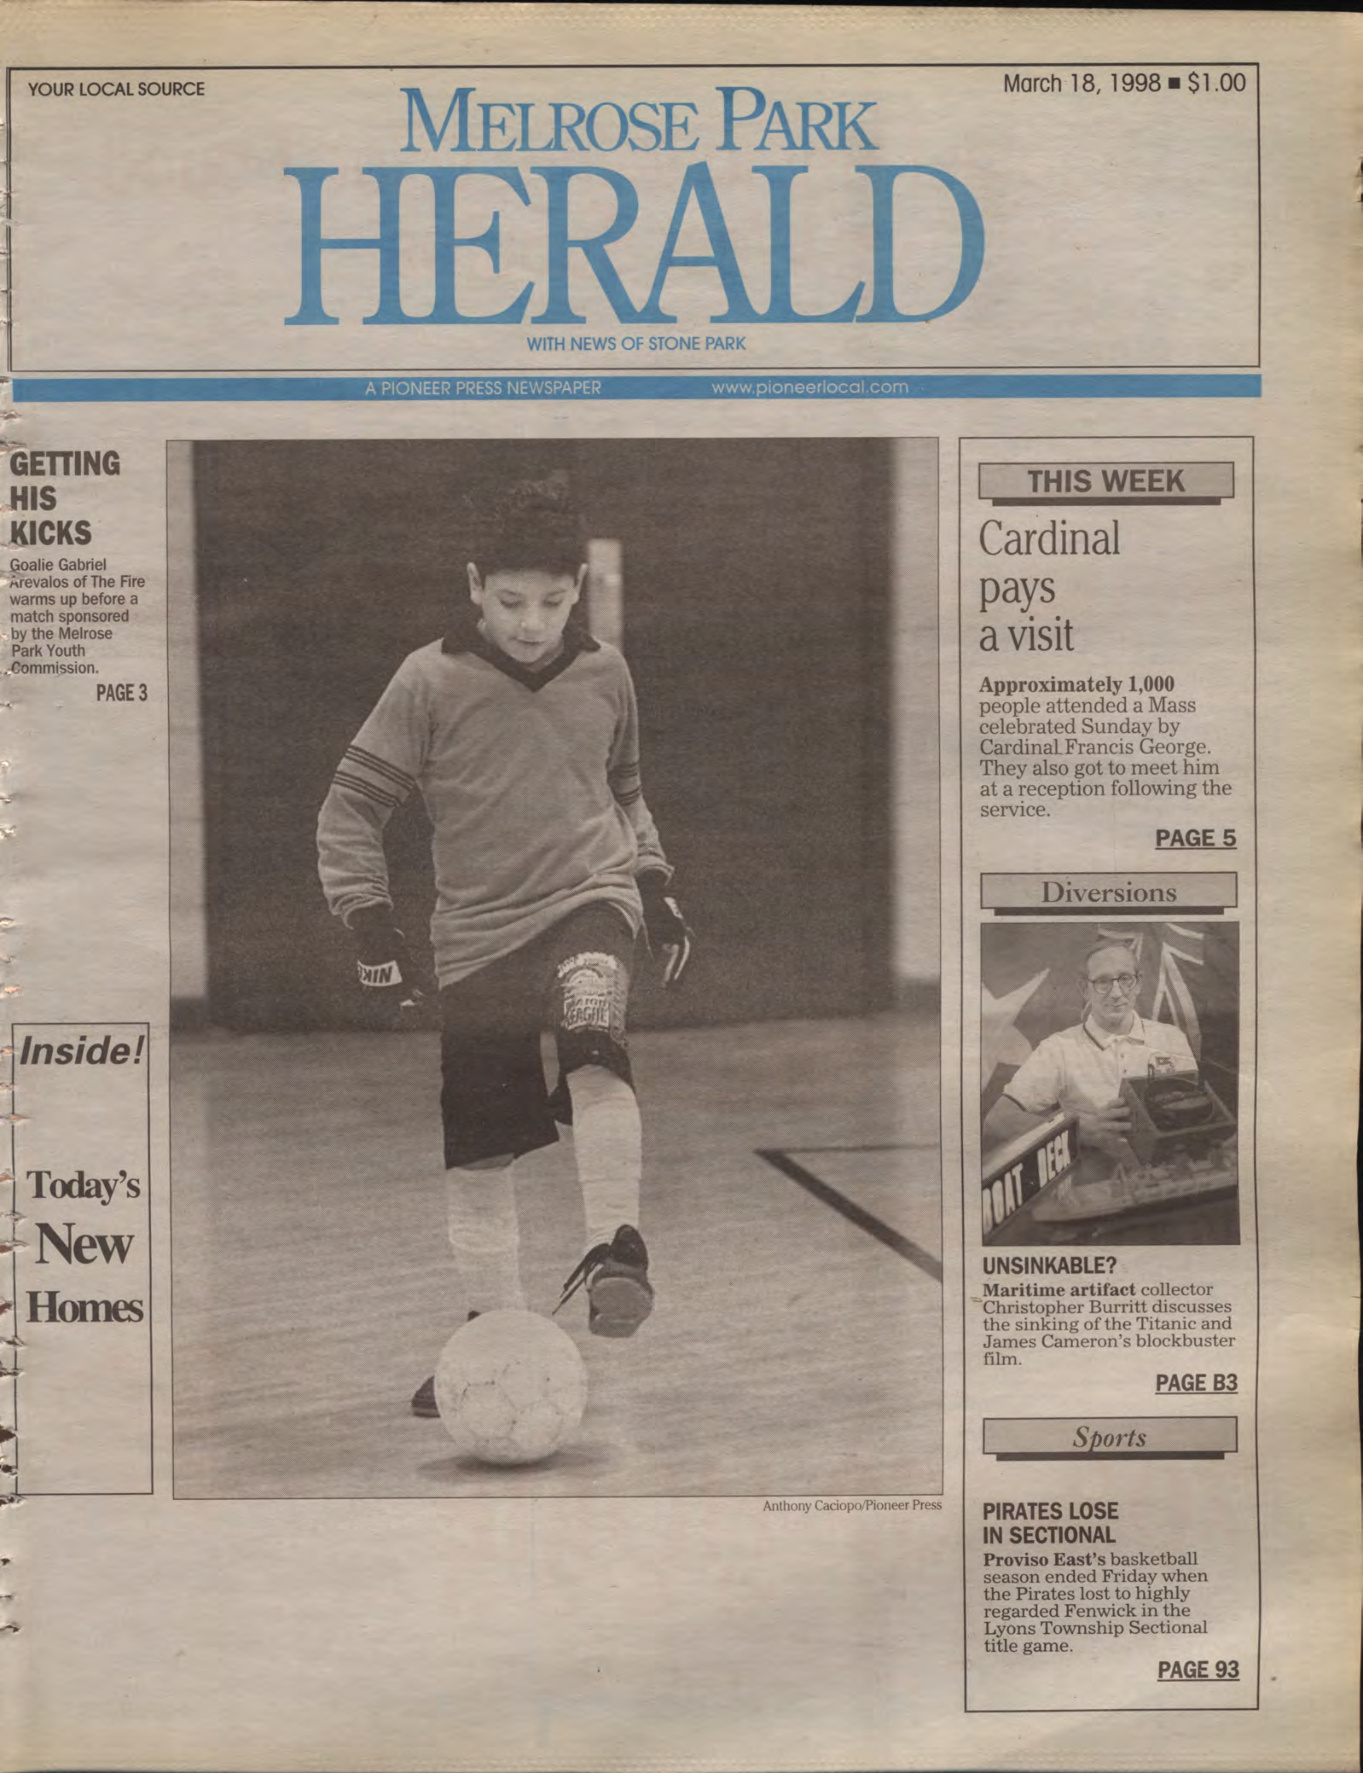 YOUR LOCAL SOURCE
March 18, 1998 ■ $1.00
MELROSE PARK
HERALD
WITH NEWS OF STONE PARK
A PIONEER PRESS NEWSPAPER
www.pioneerlocal.com
GETTING
HIS
KICKS
Goalie Gabriel
Arevalos of The Fire
warms up before a
match sponsored
by the Melrose
Park Youth
Commission.
PAGE 3
Inside!
Today's
New
Homes
NIKE
Anthony Caciopo/Pioneer Press
THIS WEEK
Cardinal
pays
a visit
Approximately 1,000
people attended a Mass
celebrated Sunday by
Cardinal Francis George.
They also got to meet him
at a reception following the
service.
PAGE 5
Diversions
BOAT DECK
UNSINKABLE?
Maritime artifact collector
Christopher Burritt discusses
the sinking of the Titanic and
James Cameron's blockbuster
film.
PAGE B3
Sports
PIRATES LOSE
IN SECTIONAL
Proviso East's basketball
season ended Friday when
the Pirates lost to highly
regarded Fenwick in the
Lyons Township Sectional
title game.
PAGE 93